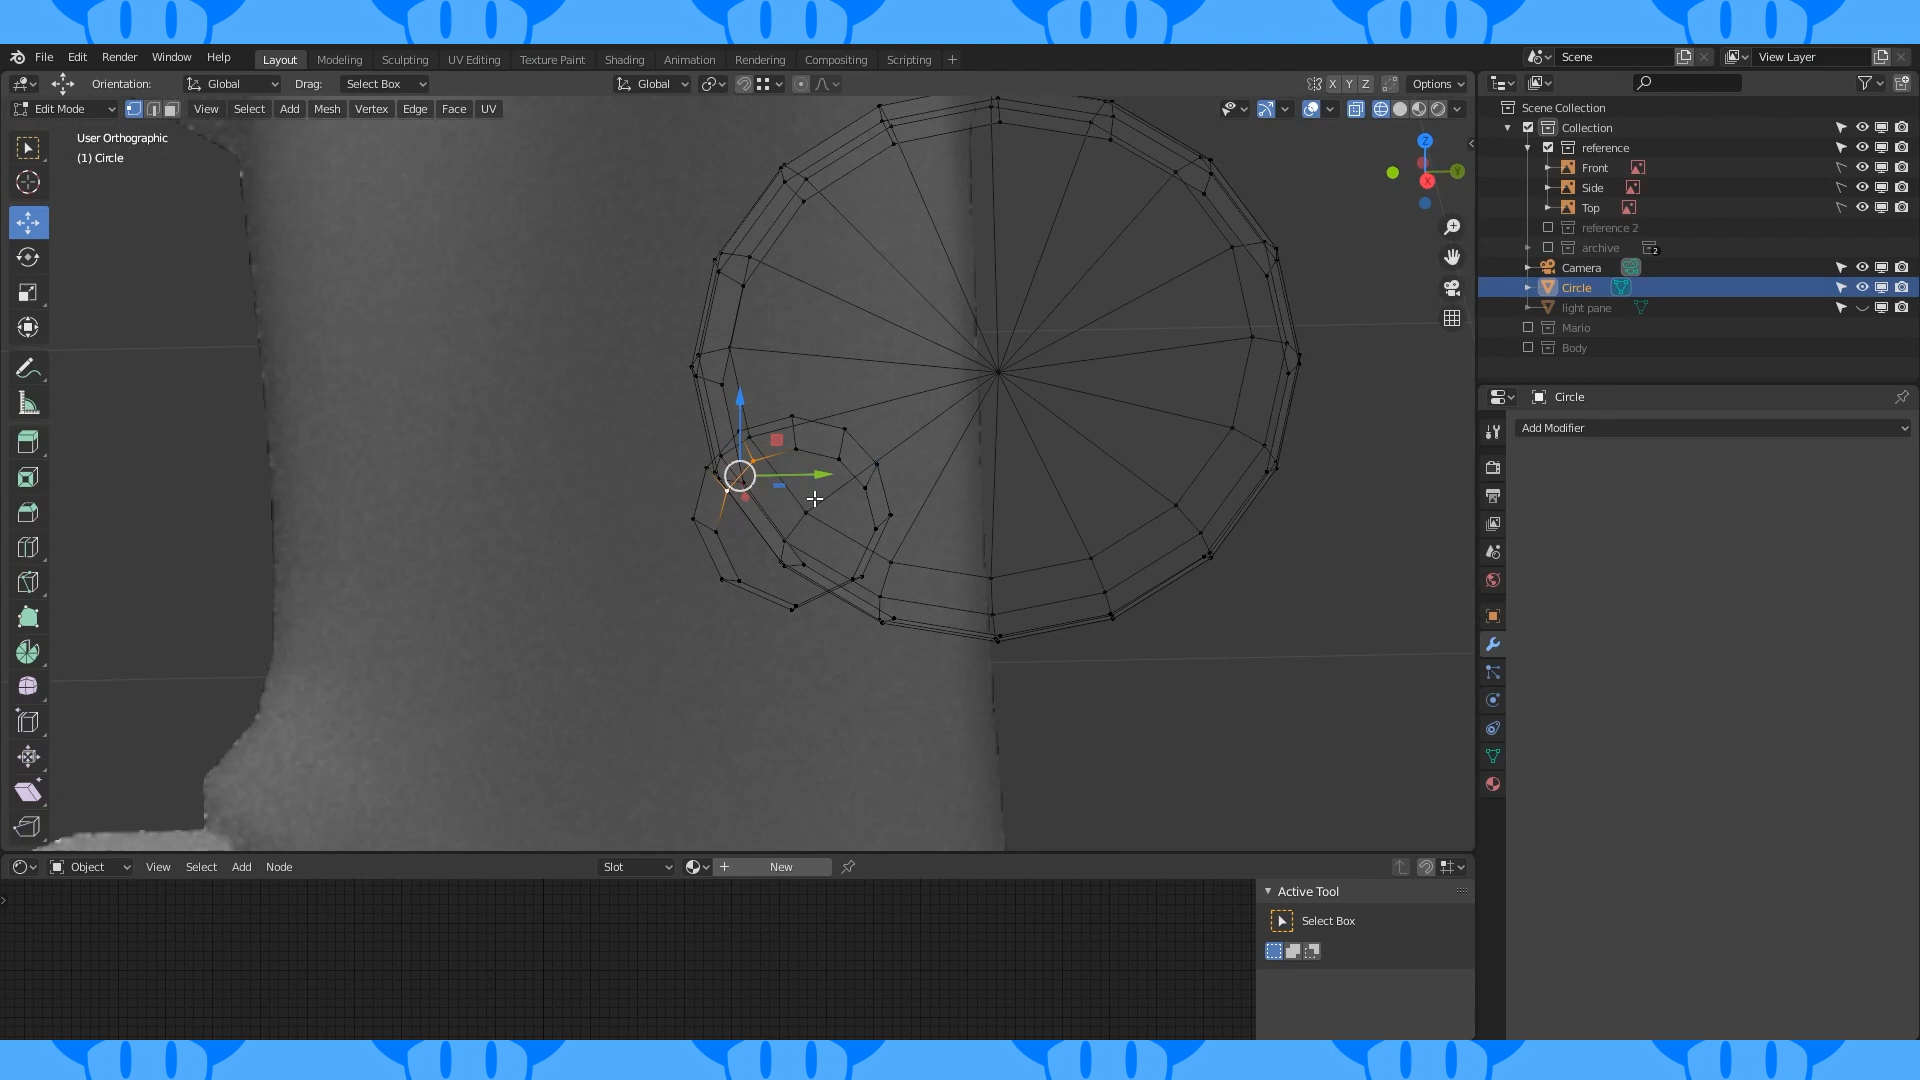 File Edit Render Window Help Layout Modeling Sculpting UV Editing Texture Paint Shading Animation Rendering Compositing Scripting + Scene View Layer
Orientation: Global Drag: Select Box Global X Y Z Options
Edit Mode View Select Add Mesh Vertex Edge Face UV
User Orthographic
(1) Circle
Z
Y
X
Scene Collection
Collection
reference
Front
Side
Top
reference 2
archive 2
Camera
Circle
light pane
Mario
Body
Circle
Add Modifier
Object View Select Add Node Slot + New
Active Tool
Select Box